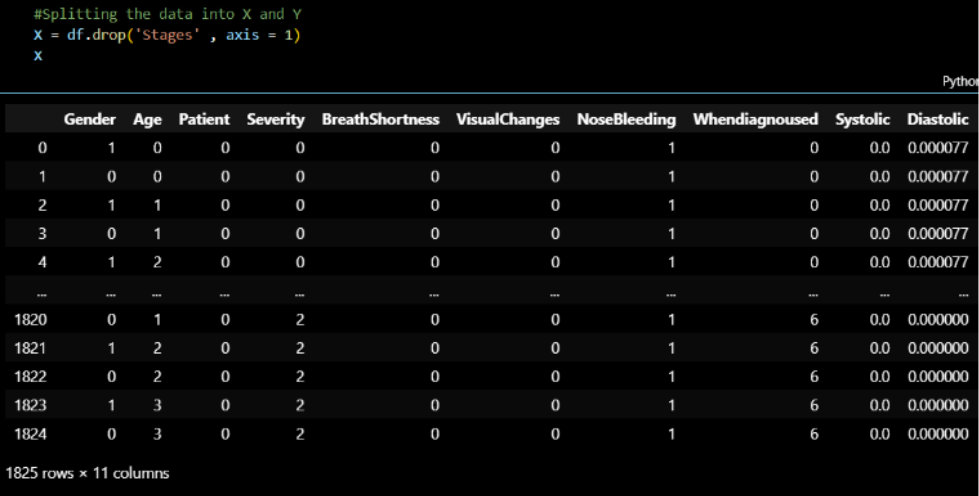 #Splitting the data into X and Y
X = df.drop('Stages' , axis = 1)
X
Python
Gender Age Patient Severity BreathShortness VisualChanges NoseBleeding Whendiagnoused Systolic Diastolic
0 1 0 0 0 0 0 1 0 0.0 0.000077
1 0 0 0 0 0 0 1 0 0.0 0.000077
2 1 1 0 0 0 0 1 0 0.0 0.000077
3 0 1 0 0 0 0 1 0 0.0 0.000077
4 1 2 0 0 0 0 1 0 0.0 0.000077
... ... ... ... ... ... ... ... ... ... ...
1820 0 1 0 2 0 0 1 6 0.0 0.000000
1821 1 2 0 2 0 0 1 6 0.0 0.000000
1822 0 2 0 2 0 0 1 6 0.0 0.000000
1823 1 3 0 2 0 0 1 6 0.0 0.000000
1824 0 3 0 2 0 0 1 6 0.0 0.000000
1825 rows × 11 columns